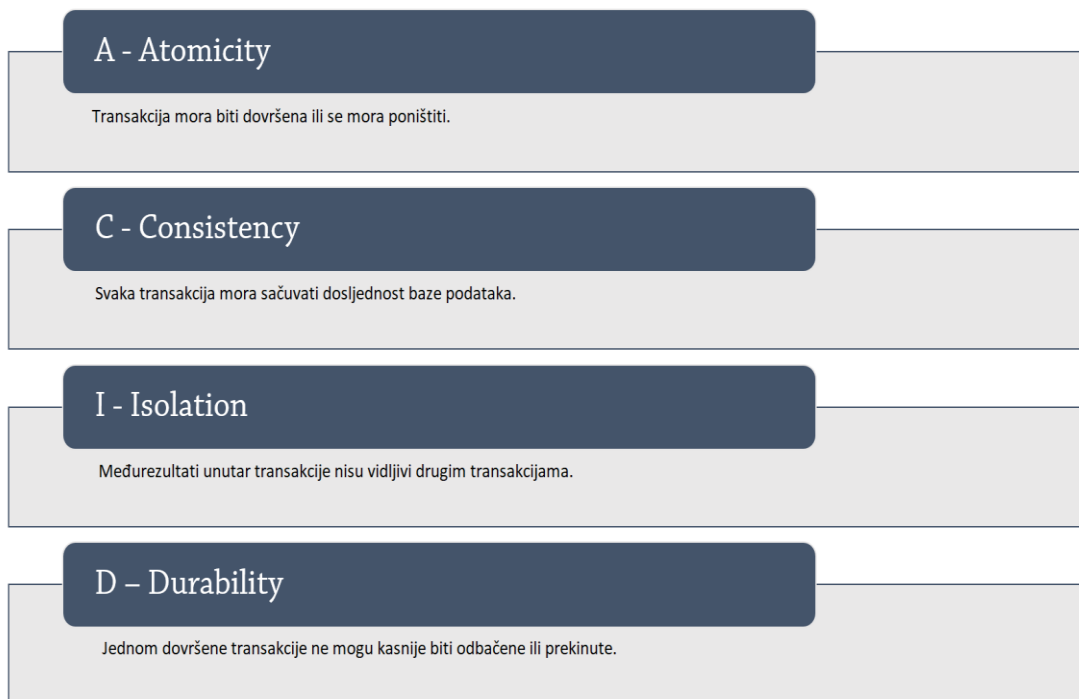 A - Atomicity
Transakcija mora biti dovršena ili se mora poništiti.
C - Consistency
Svaka transakcija mora sačuvati dosljednost baze podataka.
I - Isolation
Međurezultati unutar transakcije nisu vidljivi drugim transakcijama.
D – Durability
Jednom dovršene transakcije ne mogu kasnije biti odbačene ili prekinute.